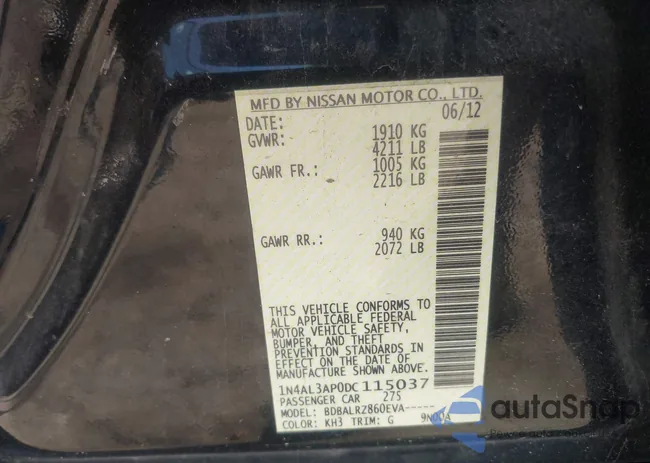 MFD BY NISSAN MOTOR CO., LTD.
DATE: 06/12
GVWR: 1910 KG
4211 LB
GAWR FR.: 1005 KG
2216 LB
GAWR RR.: 940 KG
2072 LB
THIS VEHICLE CONFORMS TO
ALL APPLICABLE FEDERAL
MOTOR VEHICLE SAFETY,
BUMPER, AND THEFT
PREVENTION STANDARDS IN
EFFECT ON THE DATE OF
MANUFACTURE SHOWN ABOVE.
1N4AL3AP0DC115037
PASSENGER CAR 275
MODEL: BDBALRZ860EVA-----
COLOR: KH3 TRIM: G
autoSnap